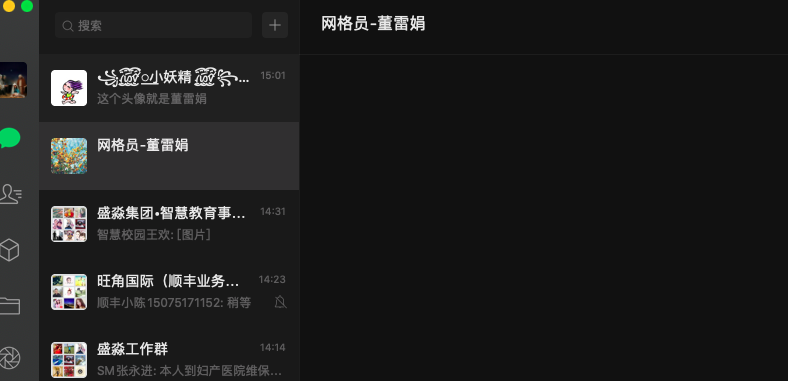 搜索
网格员-董雷娟
小妖精
15:01
这个头像就是董雷娟
网格员-董雷娟
盛淼集团•智慧教育事...
14:31
智慧校园王欢: [图片]
旺角国际（顺丰业务...
14:23
顺丰小陈15075171152: 稍等
盛淼工作群
14:14
SM张永进: 本人到妇产医院维保...